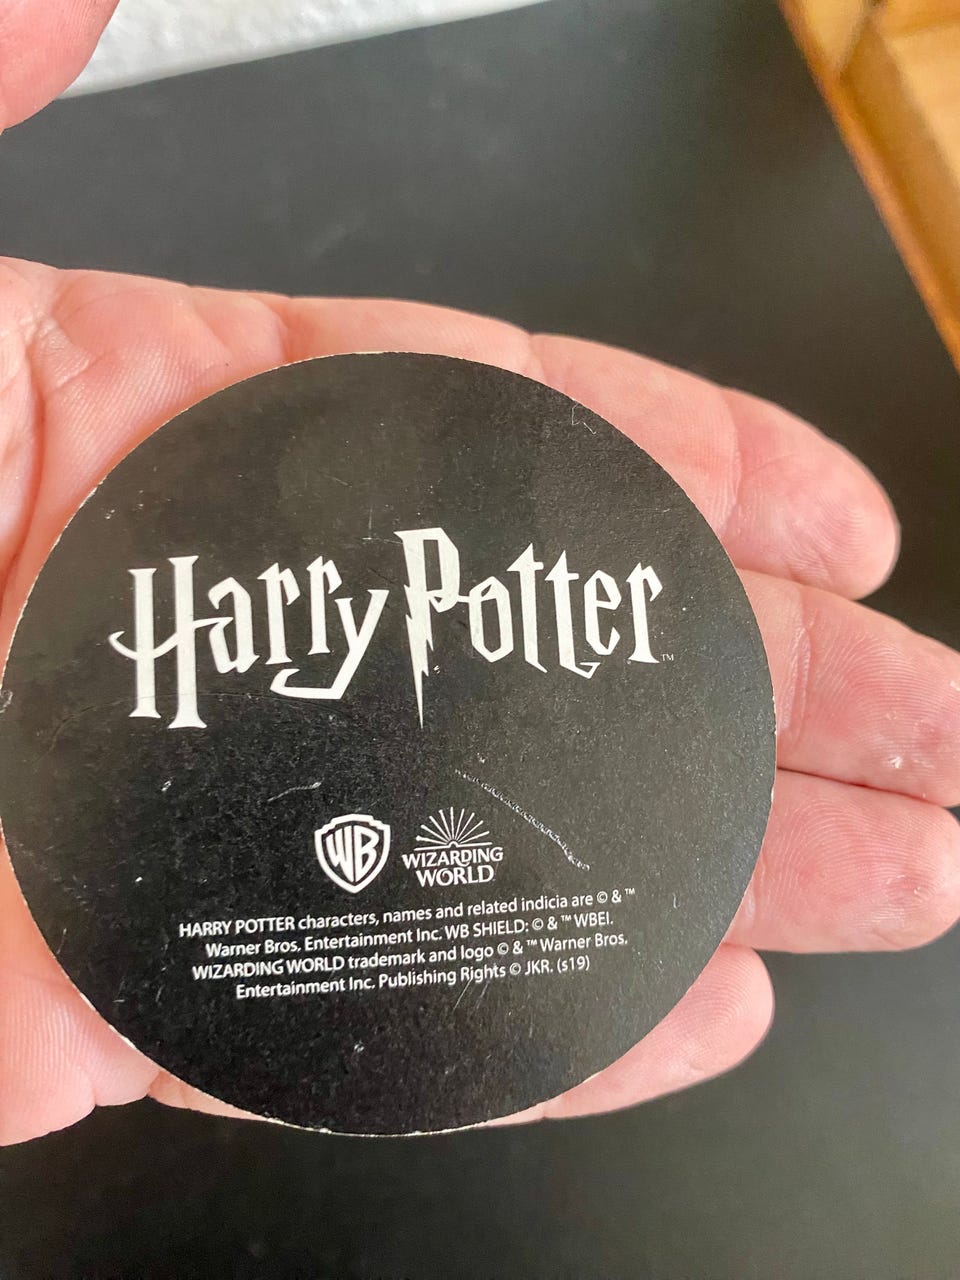 Harry Potter™
WB
WIZARDING
WORLD
HARRY POTTER characters, names and related indicia are © & ™
Warner Bros. Entertainment Inc. WB SHIELD: © & ™ WBEI.
WIZARDING WORLD trademark and logo © & ™ Warner Bros.
Entertainment Inc. Publishing Rights © JKR. (s19)